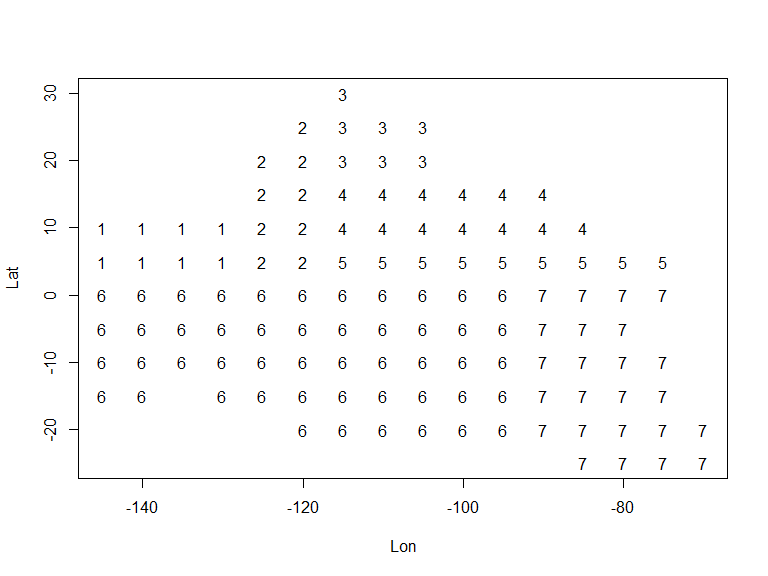 30 3
2 3 3 3
20 2 2 3 3 3
2 2 4 4 4 4 4 4
10 1 1 1 1 2 2 4 4 4 4 4 4 4
1 1 1 1 2 2 5 5 5 5 5 5 5 5 5
0 6 6 6 6 6 6 6 6 6 6 6 7 7 7 7
6 6 6 6 6 6 6 6 6 6 6 7 7 7
-10 6 6 6 6 6 6 6 6 6 6 6 7 7 7 7
6 6 6 6 6 6 6 6 6 6 7 7 7 7
-20 6 6 6 6 6 6 7 7 7 7 7
7 7 7 7
Lat
-140 -120 -100 -80
Lon